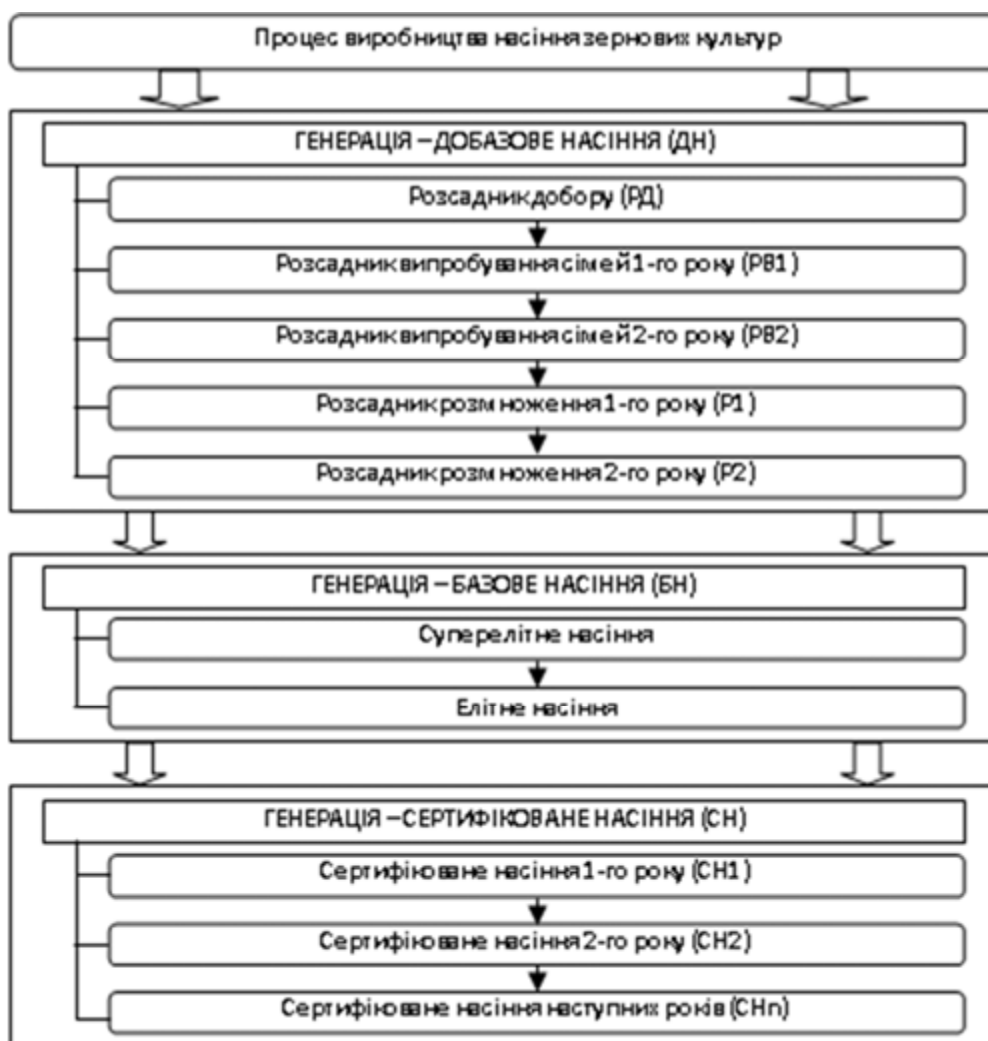 Процес виробництва насіння зернових культур
ГЕНЕРАЦІЯ – ДОБАЗОВЕ НАСІННЯ (ДН)
Розсадник добору (РД)
Розсадник випробування сімей 1-го року (РВ1)
Розсадник випробування сімей 2-го року (РВ2)
Розсадник розмноження 1-го року (Р1)
Розсадник розмноження 2-го року (Р2)
ГЕНЕРАЦІЯ – БАЗОВЕ НАСІННЯ (БН)
Суперелітне насіння
Елітне насіння
ГЕНЕРАЦІЯ – СЕРТИФІКОВАНЕ НАСІННЯ (СН)
Сертифіковане насіння 1-го року (СН1)
Сертифіковане насіння 2-го року (СН2)
Сертифіковане насіння наступних років (СНn)